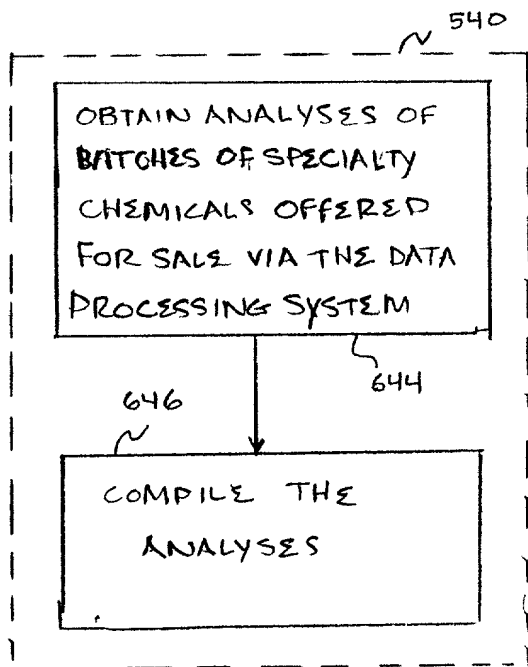 540
OBTAIN ANALYSES OF
BATCHES OF SPECIALTY
CHEMICALS OFFERED
FOR SALE VIA THE DATA
PROCESSING SYSTEM
644
646
COMPILE THE
ANALYSES